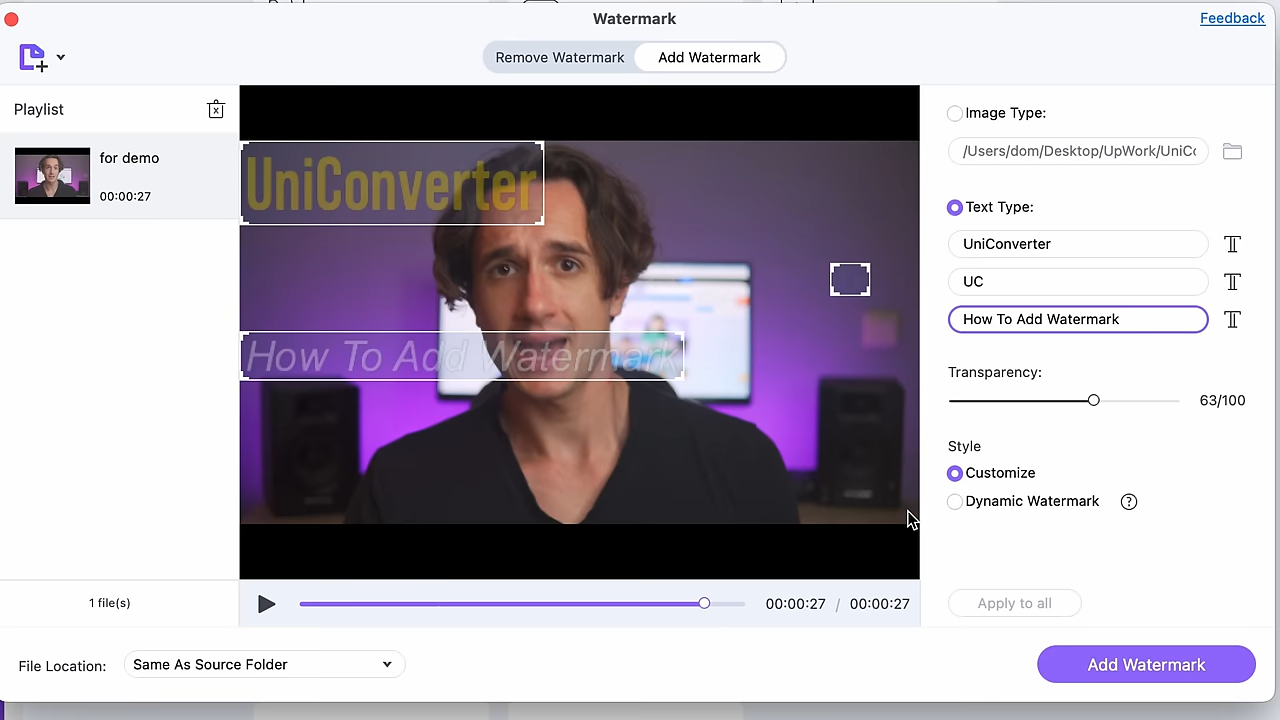 Watermark
Feedback
Remove Watermark
Add Watermark
Playlist
for demo
00:00:27
UniConverter
How To Add Watermark
Image Type:
/Users/dom/Desktop/UpWork/UniCc
Text Type:
UniConverter
UC
How To Add Watermark
Transparency:
63/100
Style
Customize
Dynamic Watermark ?
Apply to all
00:00:27 / 00:00:27
1 file(s)
File Location: Same As Source Folder
Add Watermark